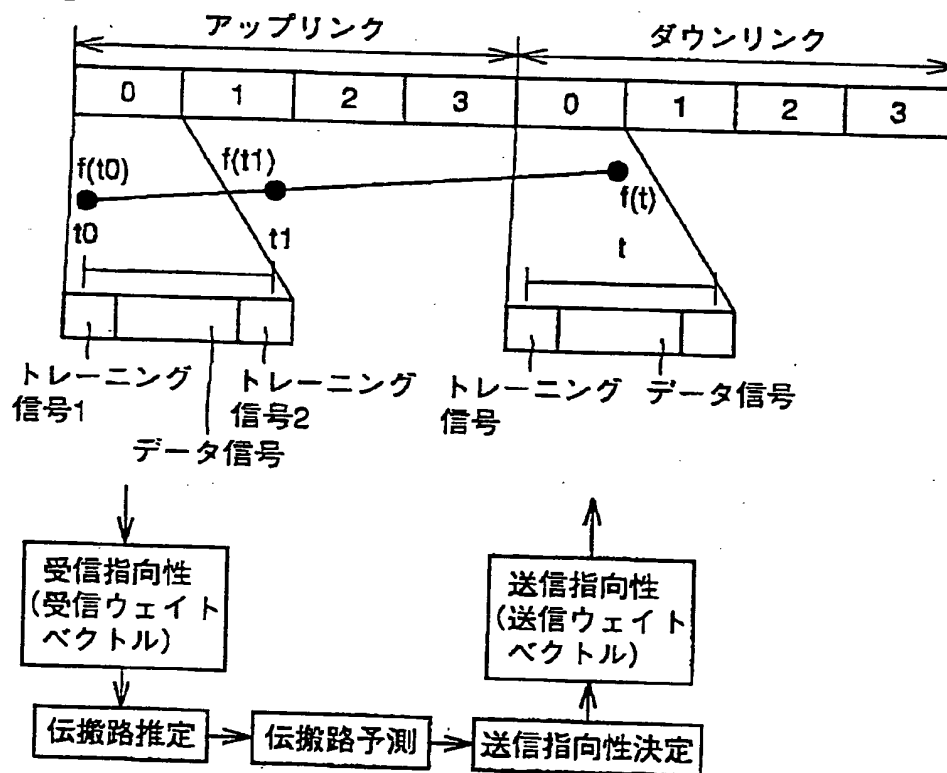 アップリンク
ダウンリンク
0 1 2 3 0 1 2 3
f(t0)
f(t1)
f(t)
t0
t1
t
トレーニング
信号1
トレーニング
信号2
データ信号
トレーニング
信号
データ信号
受信指向性
(受信ウェイト
ベクトル)
送信指向性
(送信ウェイト
ベクトル)
伝搬路推定
伝搬路予測
送信指向性決定